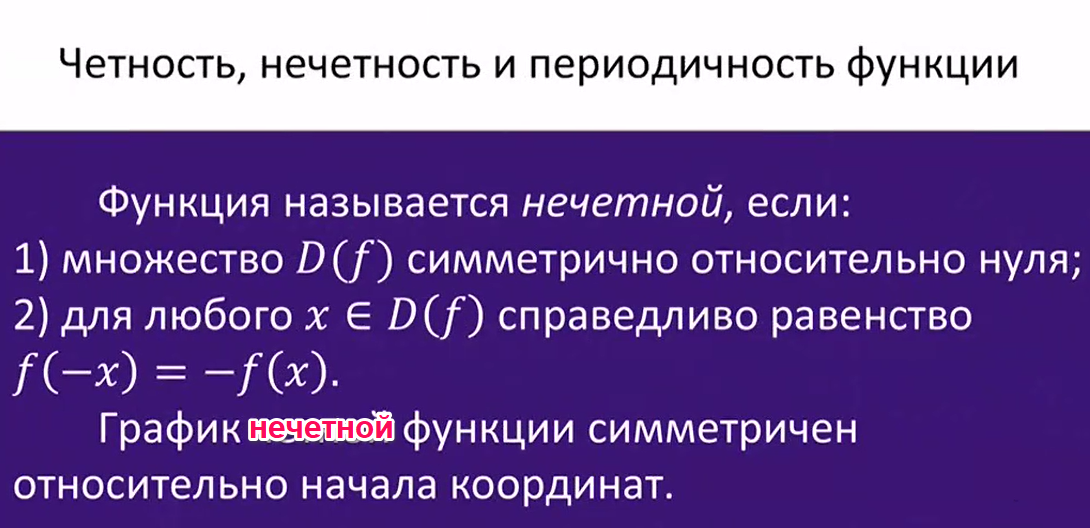 Четность, нечетность и периодичность функции
Функция называется нечетной, если:
1) множество D(f) симметрично относительно нуля;
2) для любого x ∈ D(f) справедливо равенство
f(−x) = −f(x).
График нечетной функции симметричен
относительно начала координат.